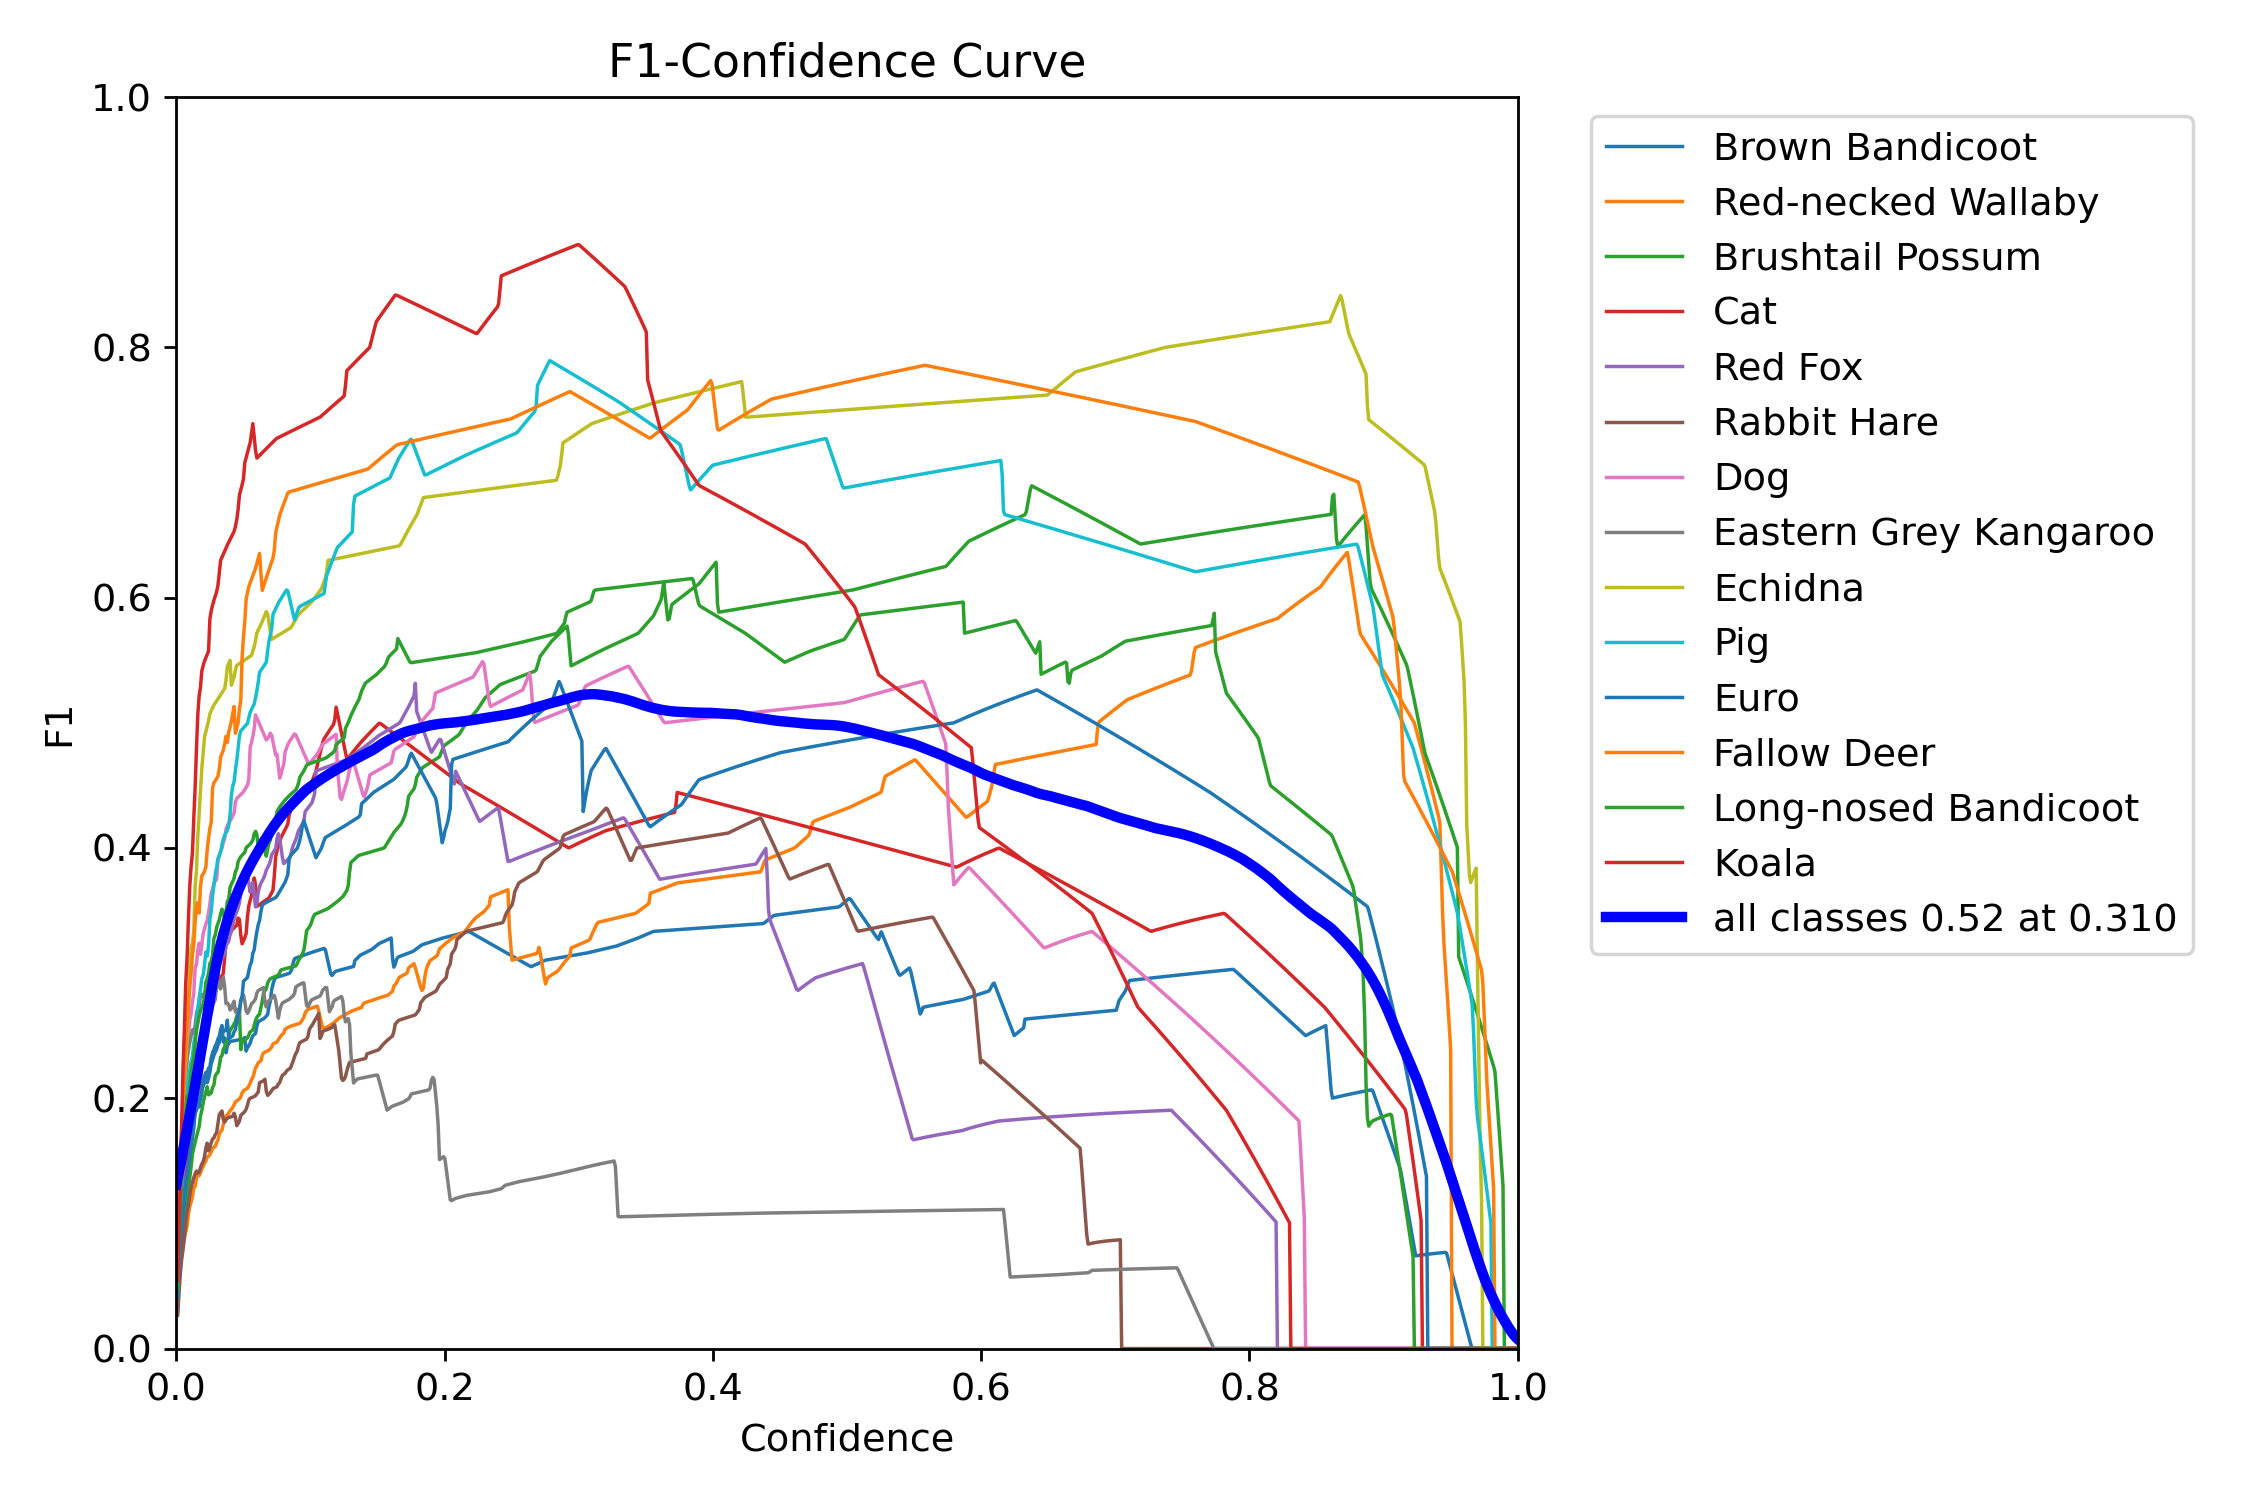 F1-Confidence Curve
1.0
0.8
0.6
0.4
0.2
0.0
F1
0.0 0.2 0.4 0.6 0.8 1.0
Confidence
Brown Bandicoot
Red-necked Wallaby
Brushtail Possum
Cat
Red Fox
Rabbit Hare
Dog
Eastern Grey Kangaroo
Echidna
Pig
Euro
Fallow Deer
Long-nosed Bandicoot
Koala
all classes 0.52 at 0.310